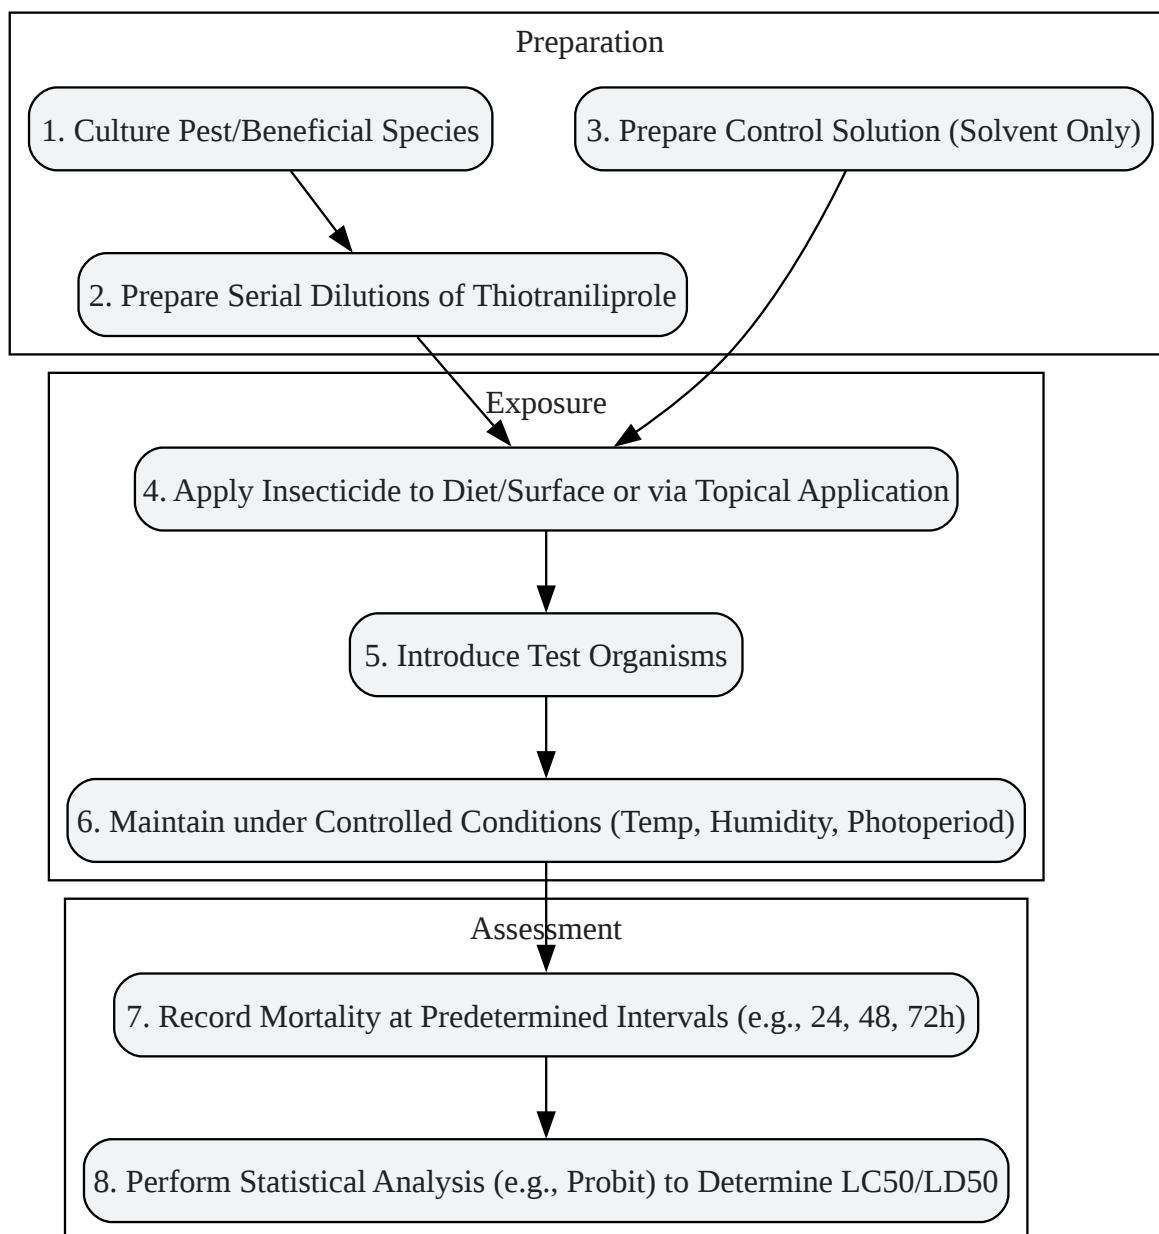 Preparation
1. Culture Pest/Beneficial Species
3. Prepare Control Solution (Solvent Only)
2. Prepare Serial Dilutions of Thiotraniliprole
Exposure
4. Apply Insecticide to Diet/Surface or via Topical Application
5. Introduce Test Organisms
6. Maintain under Controlled Conditions (Temp, Humidity, Photoperiod)
Assessment
7. Record Mortality at Predetermined Intervals (e.g., 24, 48, 72h)
8. Perform Statistical Analysis (e.g., Probit) to Determine LC50/LD50